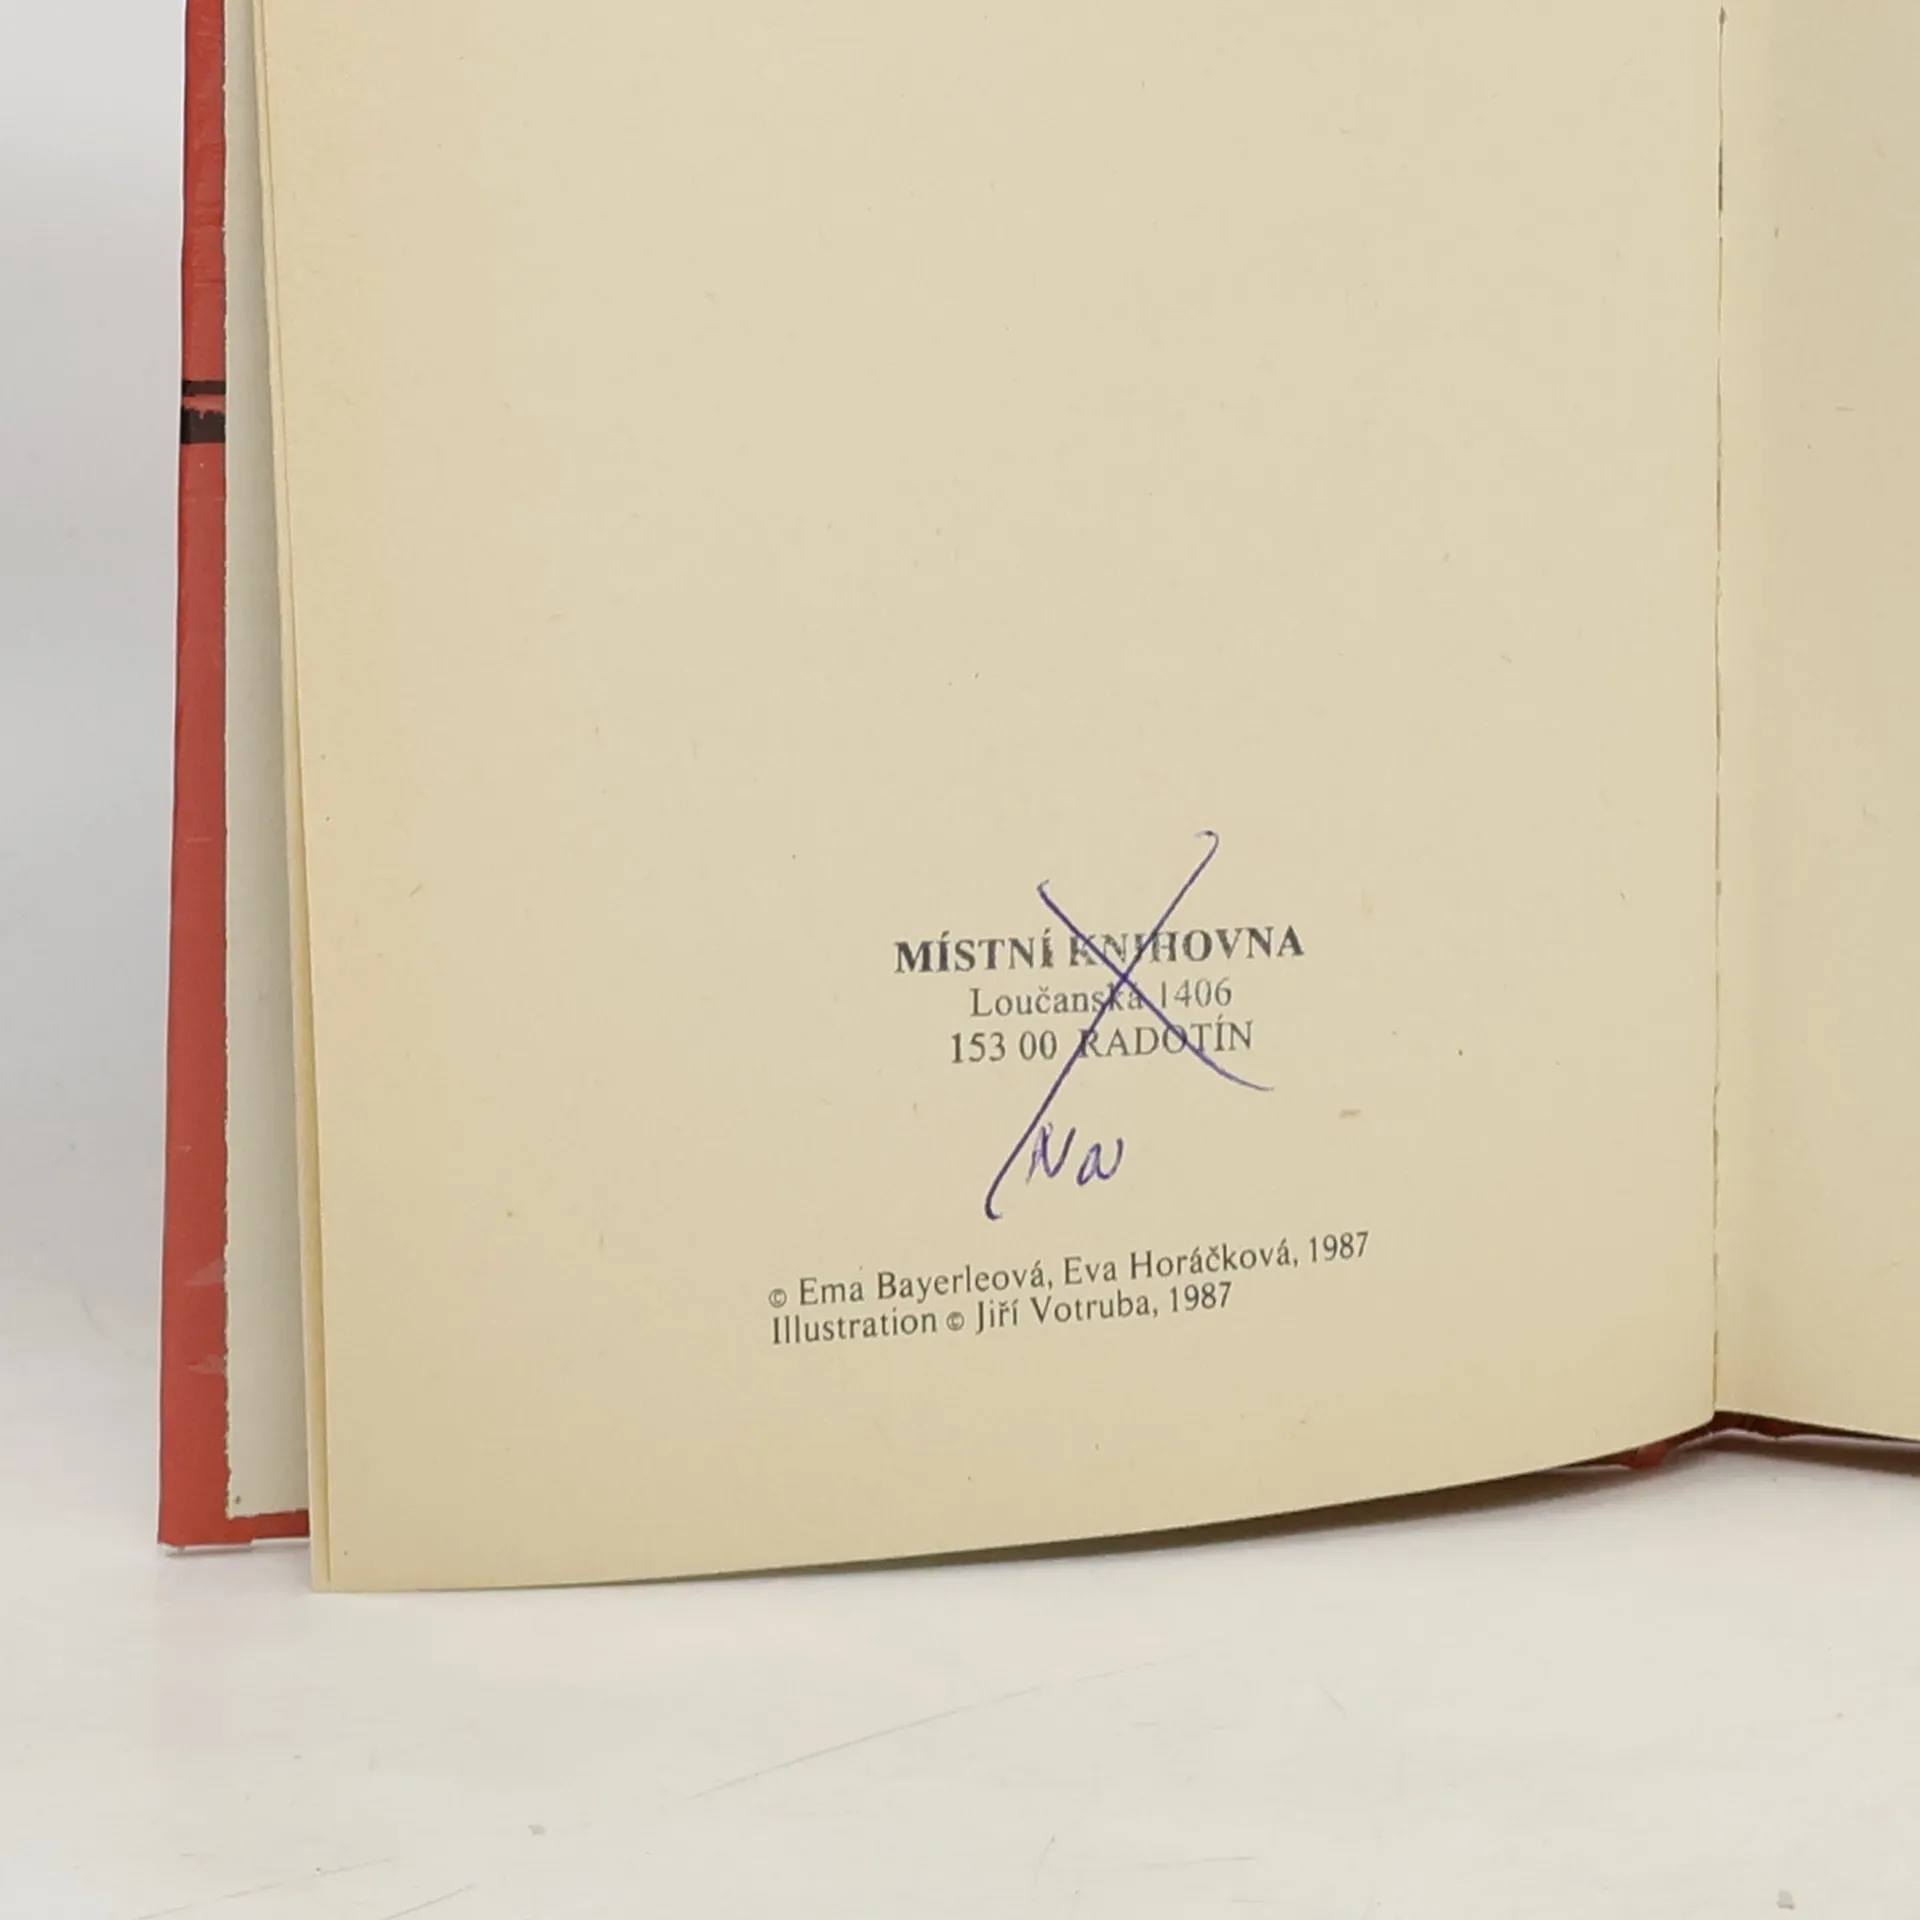 MÍSTNÍ KNIHOVNA
Loučanská 1406
153 00 RADOTÍN
© Ema Bayerleová, Eva Horáčková, 1987
Illustration © Jiří Votruba, 1987